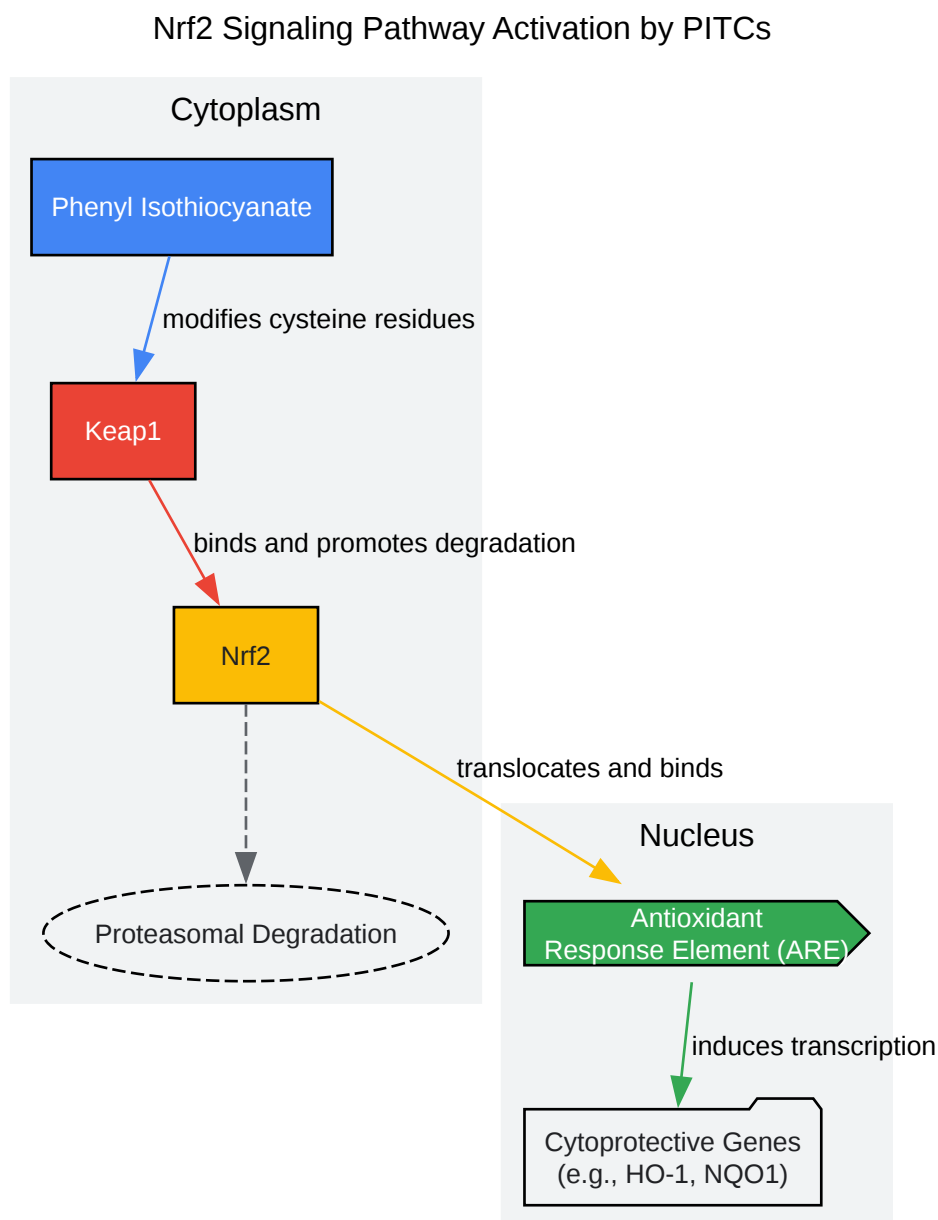 Nrf2 Signaling Pathway Activation by PITCs
Cytoplasm
Phenyl Isothiocyanate
modifies cysteine residues
Keap1
binds and promotes degradation
Nrf2
translocates and binds
Nucleus
Antioxidant
Response Element (ARE)
Proteasomal Degradation
induces transcription
Cytoprotective Genes
(e.g., HO-1, NQO1)